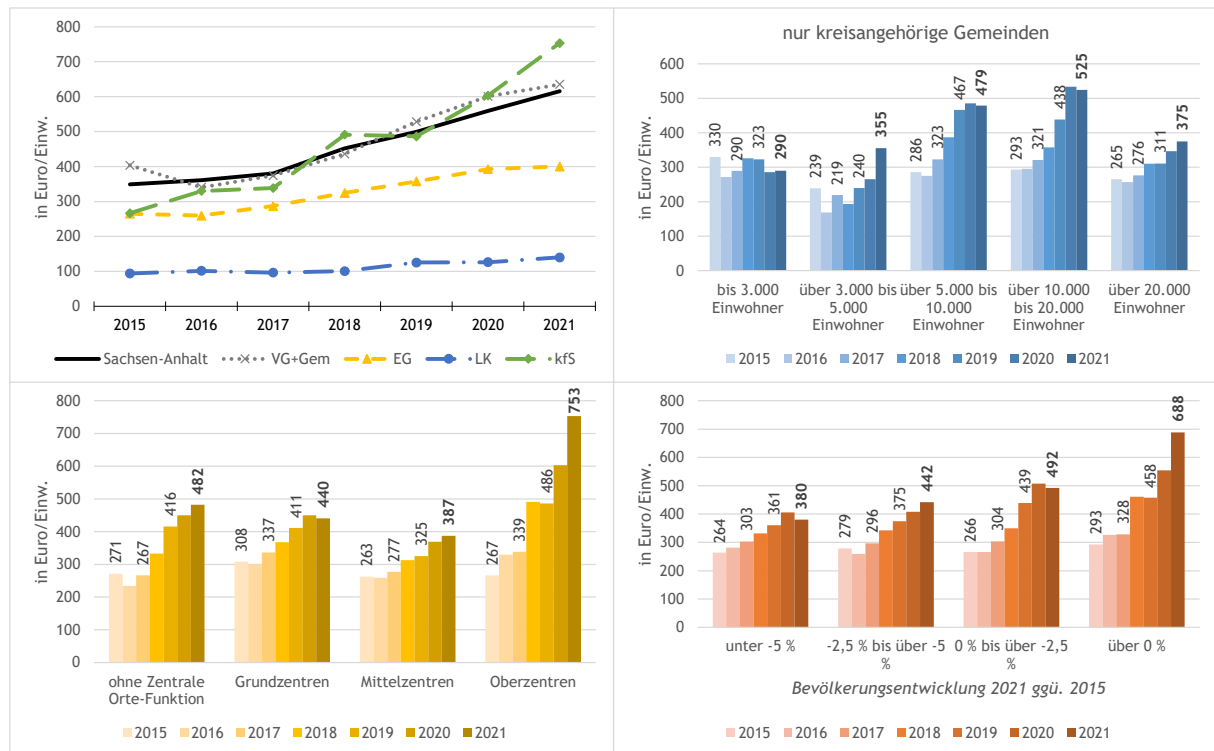 800
700
600
500
400
300
200
100
0
in Euro/Einw.
2015 2016 2017 2018 2019 2020 2021
Sachsen-Anhalt VG+Gem EG LK kfS
nur kreisangehörige Gemeinden
600
500
400
300
200
100
0
in Euro/Einw.
330 290 323 290
239 219 240 355
286 323 467 479
293 321 438 525
265 276 311 375
bis 3.000 über 3.000 bis über 5.000 bis über 10.000 über 20.000
Einwohner 5.000 10.000 bis 20.000 Einwohner
Einwohner Einwohner Einwohner
2015 2016 2017 2018 2019 2020 2021
800
700
600
500
400
300
200
100
0
in Euro/Einw.
271 267 416 482
308 337 411 440
263 277 325 387
267 339 486 753
ohne Zentrale Grundzentren Mittelzentren Oberzentren
Orte-Funktion
2015 2016 2017 2018 2019 2020 2021
800
700
600
500
400
300
200
100
0
in Euro/Einw.
264 303 361 380
279 296 375 442
266 304 439 492
293 328 458 688
unter -5 % -2,5 % bis über -5 0 % bis über -2,5 über 0 %
% %
Bevölkerungsentwicklung 2021 ggü. 2015
2015 2016 2017 2018 2019 2020 2021